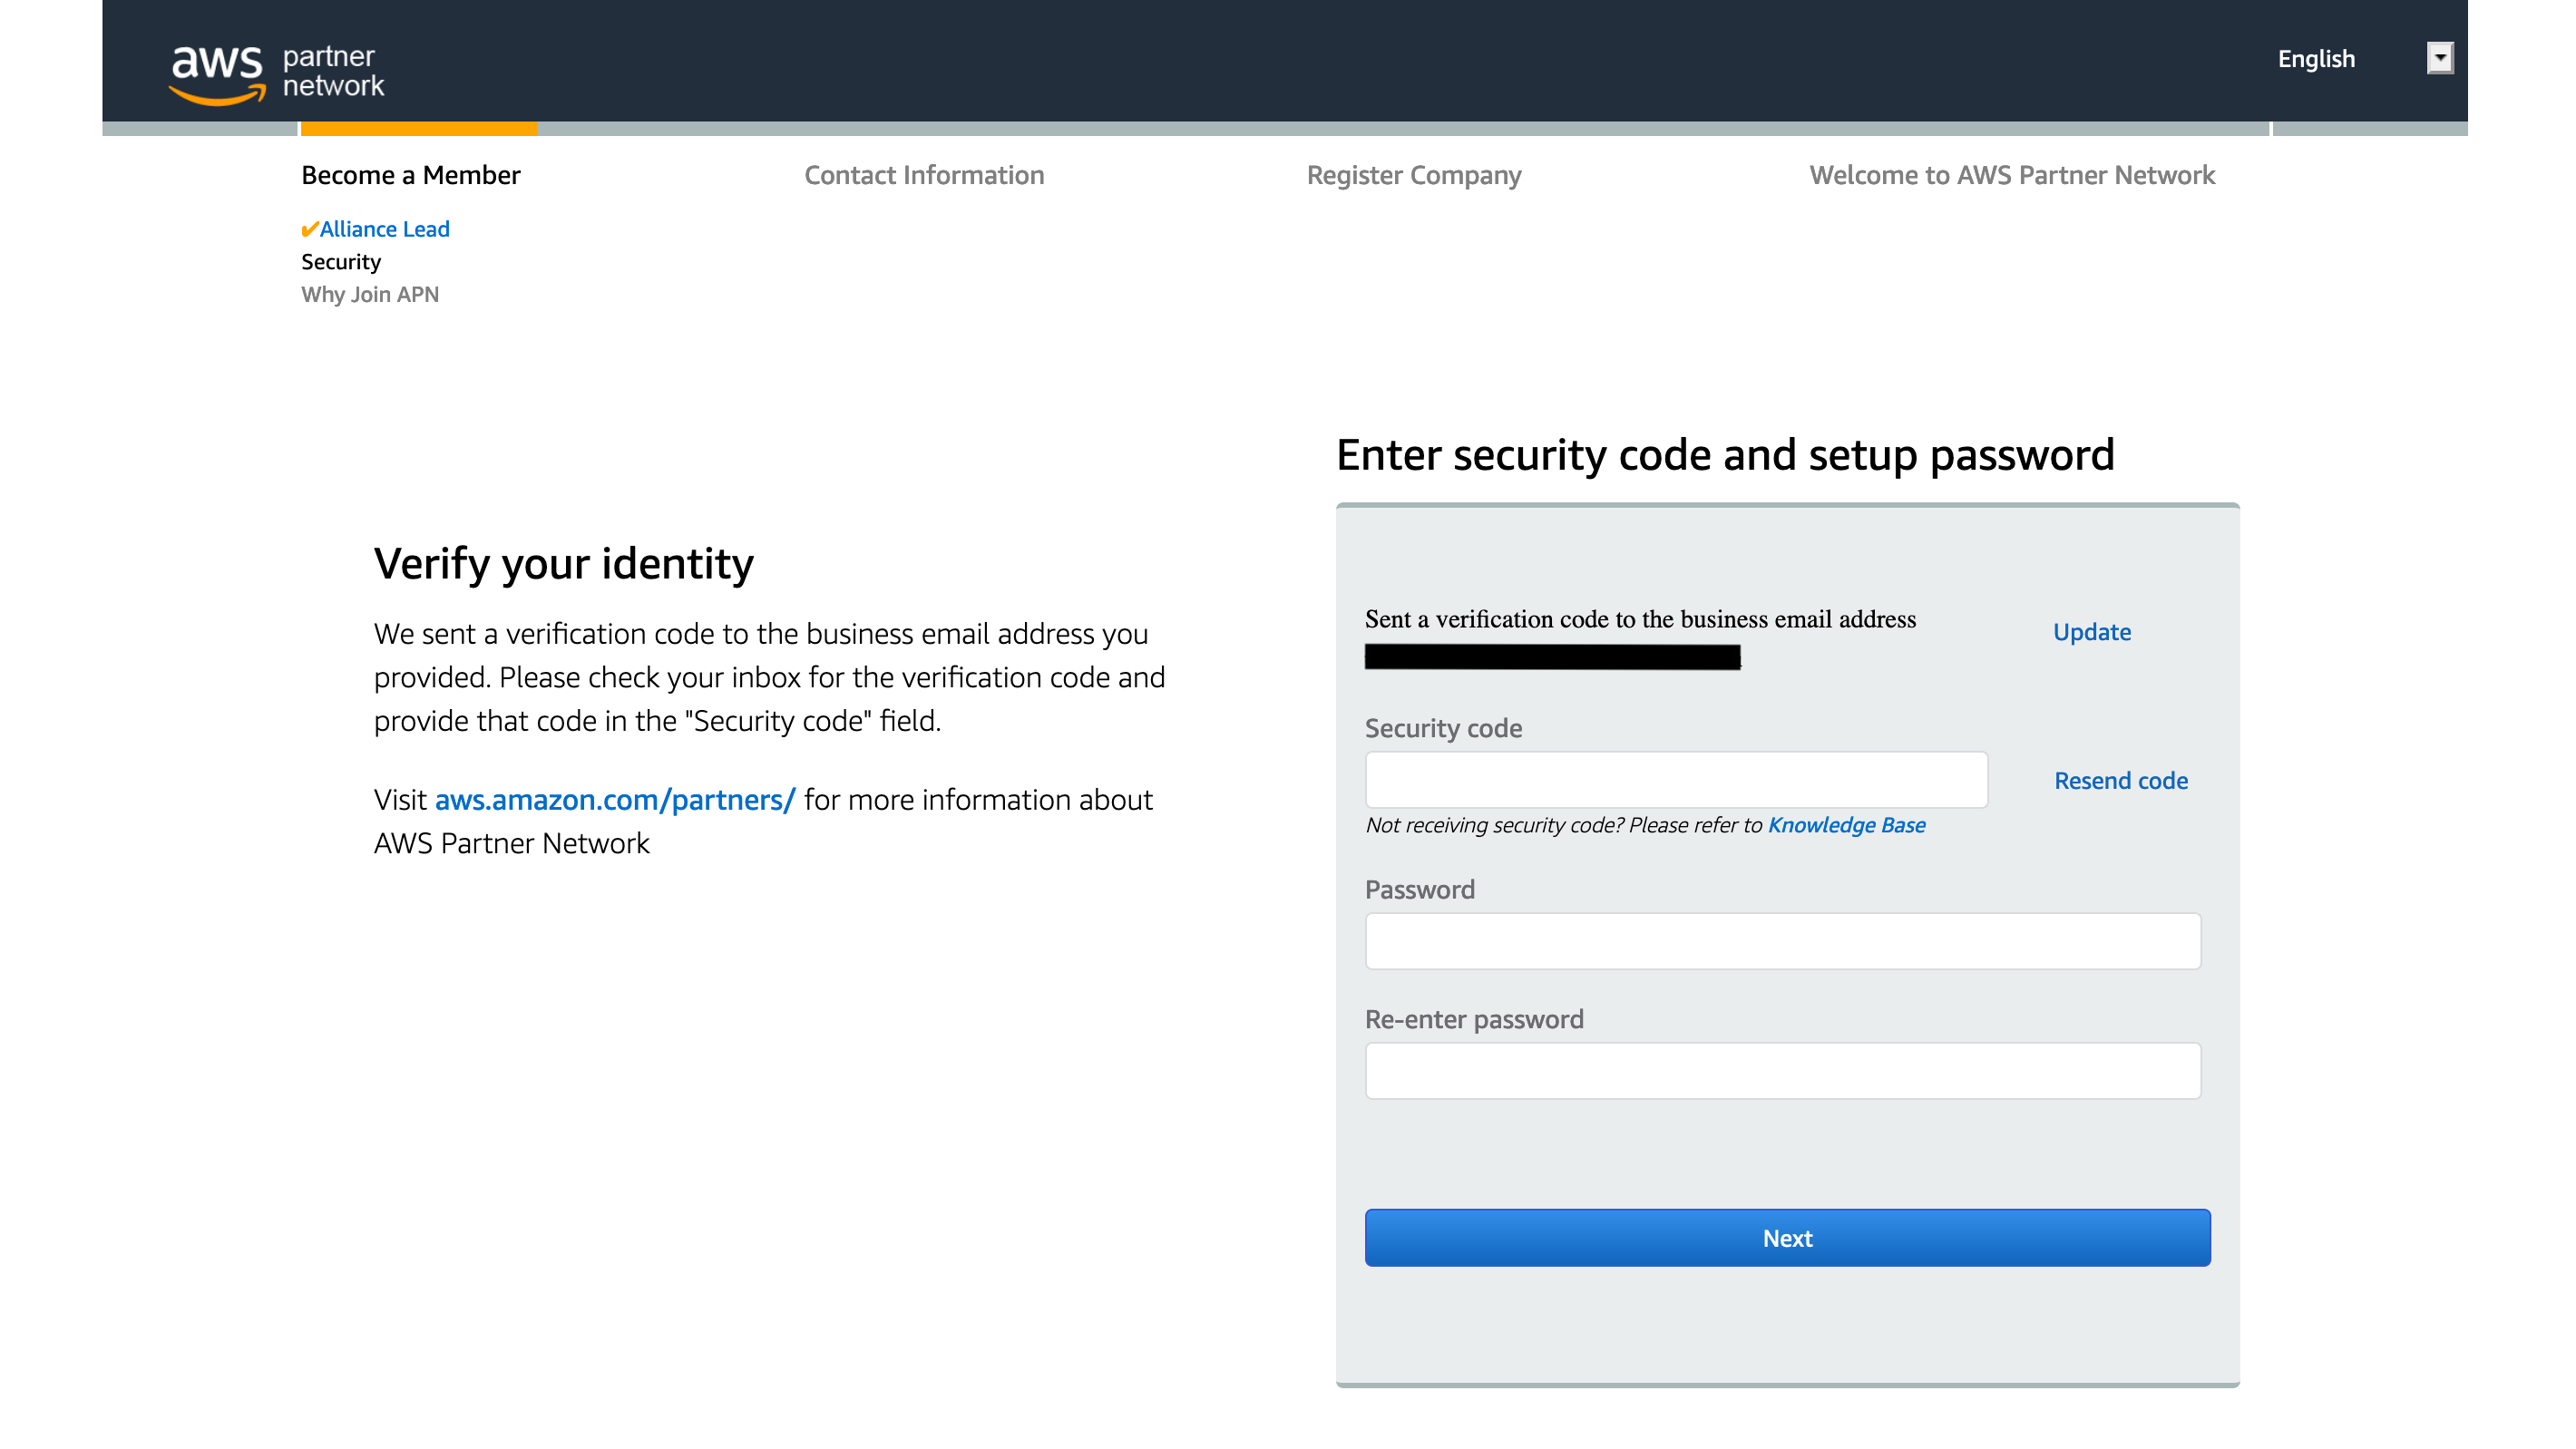 aws partner network
English
Become a Member
Contact Information
Register Company
Welcome to AWS Partner Network
✔Alliance Lead
Security
Why Join APN
Enter security code and setup password
Verify your identity
We sent a verification code to the business email address you
provided. Please check your inbox for the verification code and
provide that code in the "Security code" field.
Visit aws.amazon.com/partners/ for more information about
AWS Partner Network
Sent a verification code to the business email address
Update
Security code
Resend code
Not receiving security code? Please refer to Knowledge Base
Password
Re-enter password
Next